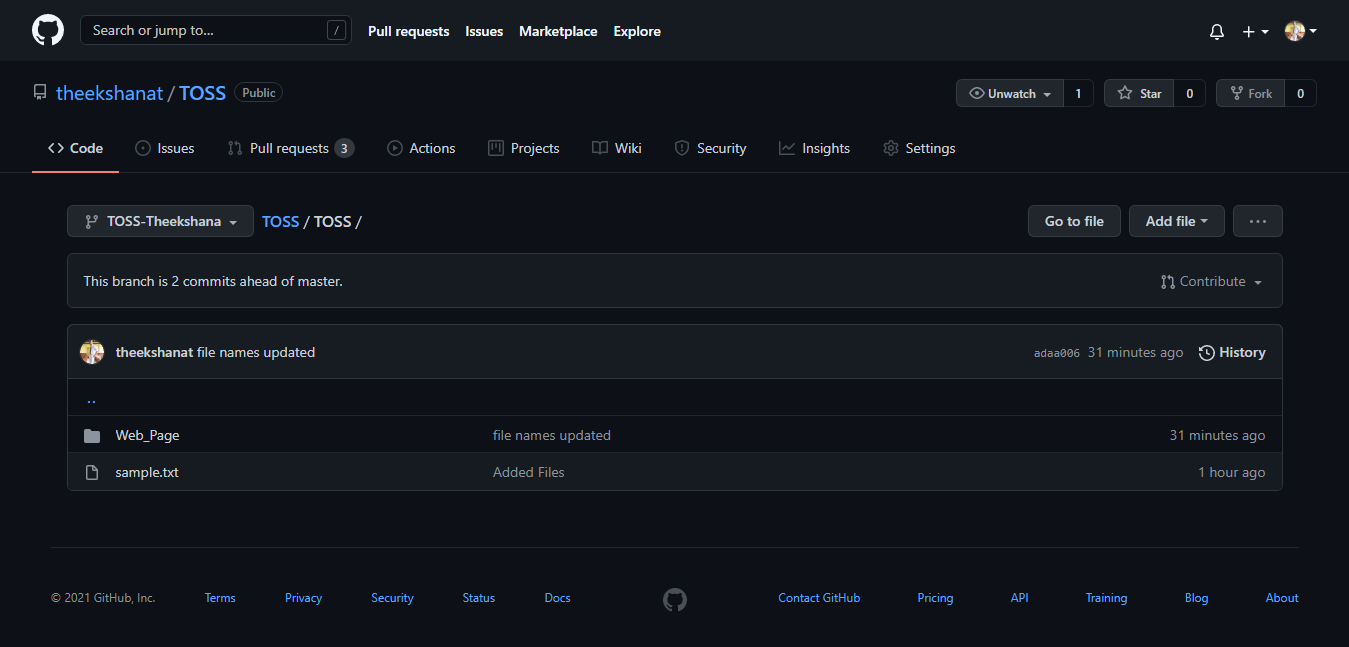 Search or jump to... / Pull requests Issues Marketplace Explore
theekshanat / TOSS Public Unwatch 1 Star 0 Fork 0
Code Issues Pull requests 3 Actions Projects Wiki Security Insights Settings
TOSS-Theekshana TOSS / TOSS / Go to file Add file ...
This branch is 2 commits ahead of master. Contribute
theekshanat file names updated adaa006 31 minutes ago History
..
Web_Page file names updated 31 minutes ago
sample.txt Added Files 1 hour ago
© 2021 GitHub, Inc. Terms Privacy Security Status Docs Contact GitHub Pricing API Training Blog About